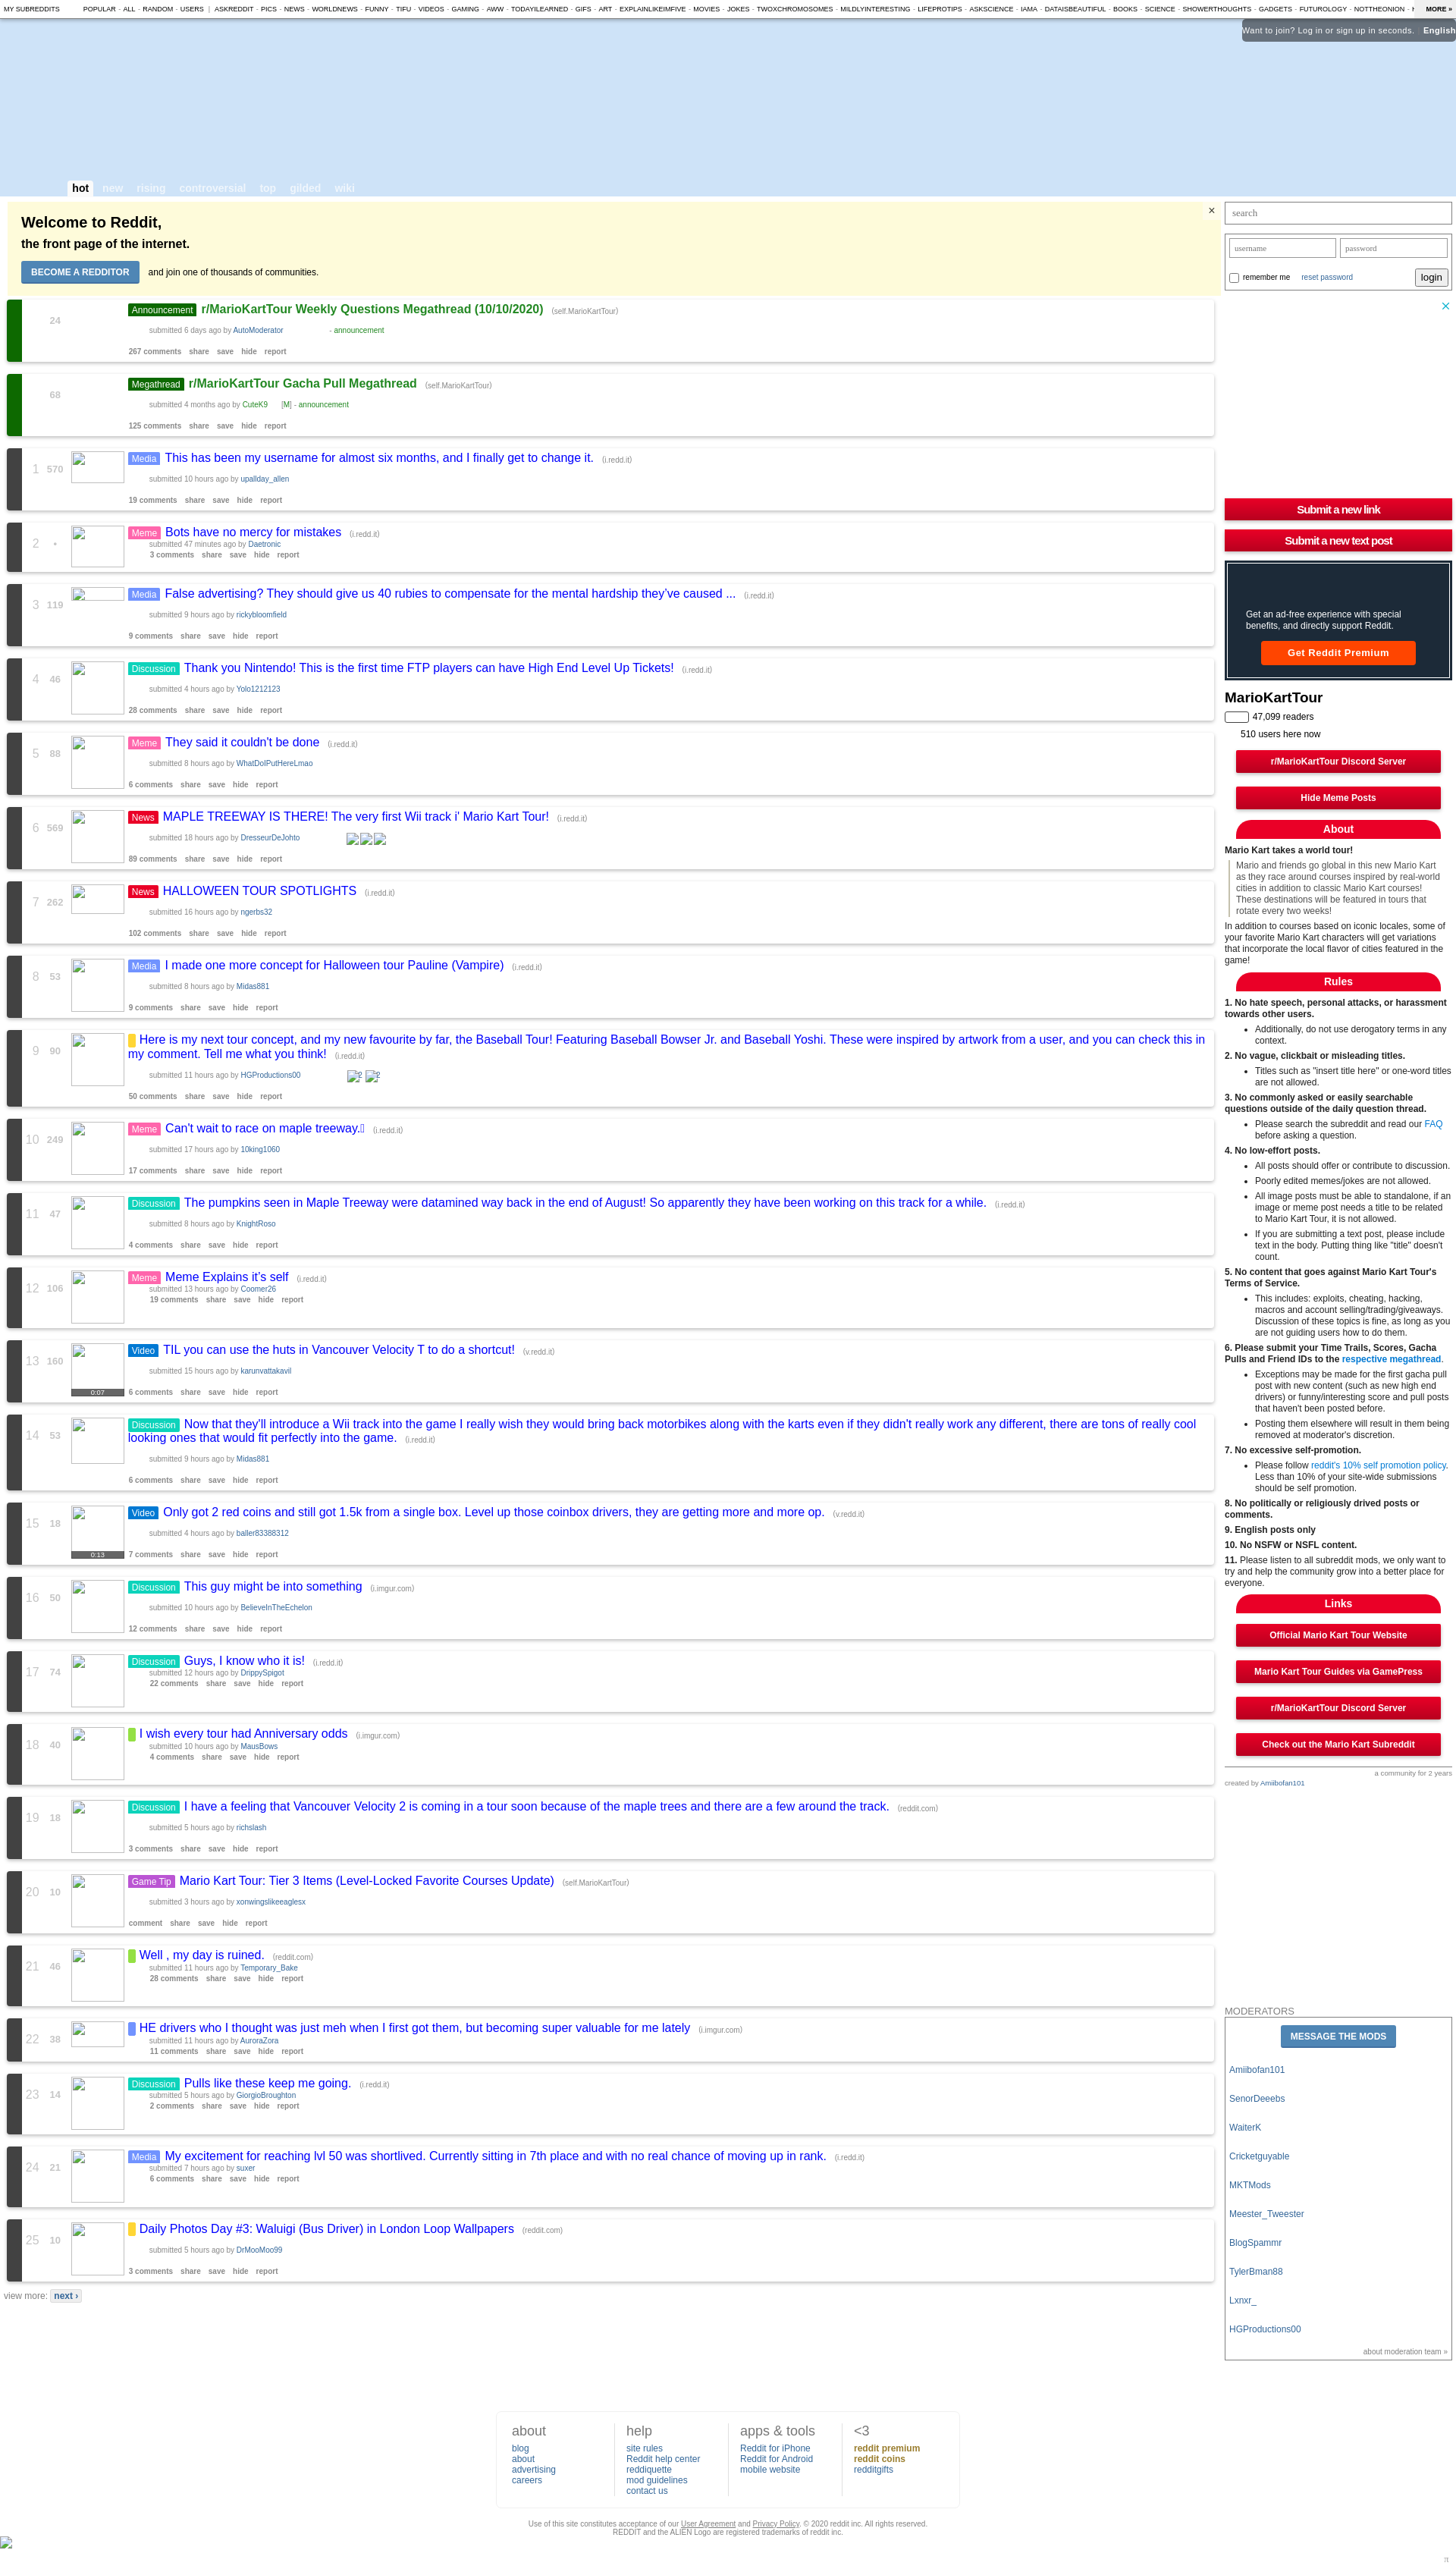 MY SUBREDDITS POPULAR - ALL - RANDOM - USERS | ASKREDDIT - PICS - NEWS - WORLDNEWS - FUNNY - TIFU - VIDEOS - GAMING - AWW - TODAYILEARNED - GIFS - ART - EXPLAINLIKEIMFIVE - MOVIES - JOKES - TWOXCHROMOSOMES - MILDLYINTERESTING - LIFEPROTIPS - ASKSCIENCE - IAMA - DATAISBEAUTIFUL - BOOKS - SCIENCE - SHOWERTHOUGHTS - GADGETS - FUTUROLOGY - NOTTHEONION - MORE »
Want to join? Log in or sign up in seconds. English
hot new rising controversial top gilded wiki
Welcome to Reddit,
the front page of the internet.
BECOME A REDDITOR and join one of thousands of communities.
×
24
Announcement r/MarioKartTour Weekly Questions Megathread (10/10/2020) (self.MarioKartTour)
submitted 6 days ago by AutoModerator - announcement
267 comments share save hide report
68
Megathread r/MarioKartTour Gacha Pull Megathread (self.MarioKartTour)
submitted 4 months ago by CuteK9 [M] - announcement
125 comments share save hide report
1 570
Media This has been my username for almost six months, and I finally get to change it. (i.redd.it)
submitted 10 hours ago by upallday_allen
19 comments share save hide report
2 •
Meme Bots have no mercy for mistakes (i.redd.it)
submitted 47 minutes ago by Daetronic
3 comments share save hide report
3 119
Media False advertising? They should give us 40 rubies to compensate for the mental hardship they’ve caused ... (i.redd.it)
submitted 9 hours ago by rickybloomfield
9 comments share save hide report
4 46
Discussion Thank you Nintendo! This is the first time FTP players can have High End Level Up Tickets! (i.redd.it)
submitted 4 hours ago by Yolo1212123
28 comments share save hide report
5 88
Meme They said it couldn't be done (i.redd.it)
submitted 8 hours ago by WhatDoIPutHereLmao
6 comments share save hide report
6 569
News MAPLE TREEWAY IS THERE! The very first Wii track i' Mario Kart Tour! (i.redd.it)
submitted 18 hours ago by DresseurDeJohto
89 comments share save hide report
7 262
News HALLOWEEN TOUR SPOTLIGHTS (i.redd.it)
submitted 16 hours ago by ngerbs32
102 comments share save hide report
8 53
Media I made one more concept for Halloween tour Pauline (Vampire) (i.redd.it)
submitted 8 hours ago by Midas881
9 comments share save hide report
9 90
Here is my next tour concept, and my new favourite by far, the Baseball Tour! Featuring Baseball Bowser Jr. and Baseball Yoshi. These were inspired by artwork from a user, and you can check this in
my comment. Tell me what you think! (i.redd.it)
submitted 11 hours ago by HGProductions00 2 2
50 comments share save hide report
10 249
Meme Can't wait to race on maple treeway. (i.redd.it)
submitted 17 hours ago by 10king1060
17 comments share save hide report
11 47
Discussion The pumpkins seen in Maple Treeway were datamined way back in the end of August! So apparently they have been working on this track for a while. (i.redd.it)
submitted 8 hours ago by KnightRoso
4 comments share save hide report
12 106
Meme Meme Explains it’s self (i.redd.it)
submitted 13 hours ago by Coomer26
19 comments share save hide report
13 160
Video TIL you can use the huts in Vancouver Velocity T to do a shortcut! (v.redd.it)
submitted 15 hours ago by karunvattakavil
0:07 6 comments share save hide report
14 53
Discussion Now that they'll introduce a Wii track into the game I really wish they would bring back motorbikes along with the karts even if they didn't really work any different, there are tons of really cool
looking ones that would fit perfectly into the game. (i.redd.it)
submitted 9 hours ago by Midas881
6 comments share save hide report
15 18
Video Only got 2 red coins and still got 1.5k from a single box. Level up those coinbox drivers, they are getting more and more op. (v.redd.it)
submitted 4 hours ago by baller83388312
0:13 7 comments share save hide report
16 50
Discussion This guy might be into something (i.imgur.com)
submitted 10 hours ago by BelieveInTheEchelon
12 comments share save hide report
17 74
Discussion Guys, I know who it is! (i.redd.it)
submitted 12 hours ago by DrippySpigot
22 comments share save hide report
18 40
I wish every tour had Anniversary odds (i.imgur.com)
submitted 10 hours ago by MausBows
4 comments share save hide report
19 18
Discussion I have a feeling that Vancouver Velocity 2 is coming in a tour soon because of the maple trees and there are a few around the track. (reddit.com)
submitted 5 hours ago by richslash
3 comments share save hide report
20 10
Game Tip Mario Kart Tour: Tier 3 Items (Level-Locked Favorite Courses Update) (self.MarioKartTour)
submitted 3 hours ago by xonwingslikeeaglesx
comment share save hide report
21 46
Well , my day is ruined. (reddit.com)
submitted 11 hours ago by Temporary_Bake
28 comments share save hide report
22 38
HE drivers who I thought was just meh when I first got them, but becoming super valuable for me lately (i.imgur.com)
submitted 11 hours ago by AuroraZora
11 comments share save hide report
23 14
Discussion Pulls like these keep me going. (i.redd.it)
submitted 5 hours ago by GiorgioBroughton
2 comments share save hide report
24 21
Media My excitement for reaching lvl 50 was shortlived. Currently sitting in 7th place and with no real chance of moving up in rank. (i.redd.it)
submitted 7 hours ago by suxer
6 comments share save hide report
25 10
Daily Photos Day #3: Waluigi (Bus Driver) in London Loop Wallpapers (reddit.com)
submitted 5 hours ago by DrMooMoo99
3 comments share save hide report
view more: next ›
search
username password
remember me reset password login
×
Submit a new link
Submit a new text post
Get an ad-free experience with special
benefits, and directly support Reddit.
Get Reddit Premium
MarioKartTour
47,099 readers
510 users here now
r/MarioKartTour Discord Server
Hide Meme Posts
About
Mario Kart takes a world tour!
Mario and friends go global in this new Mario Kart
as they race around courses inspired by real-world
cities in addition to classic Mario Kart courses!
These destinations will be featured in tours that
rotate every two weeks!
In addition to courses based on iconic locales, some of
your favorite Mario Kart characters will get variations
that incorporate the local flavor of cities featured in the
game!
Rules
1. No hate speech, personal attacks, or harassment
towards other users.
• Additionally, do not use derogatory terms in any
context.
2. No vague, clickbait or misleading titles.
• Titles such as "insert title here" or one-word titles
are not allowed.
3. No commonly asked or easily searchable
questions outside of the daily question thread.
• Please search the subreddit and read our FAQ
before asking a question.
4. No low-effort posts.
• All posts should offer or contribute to discussion.
• Poorly edited memes/jokes are not allowed.
• All image posts must be able to standalone, if an
image or meme post needs a title to be related
to Mario Kart Tour, it is not allowed.
• If you are submitting a text post, please include
text in the body. Putting thing like "title" doesn't
count.
5. No content that goes against Mario Kart Tour's
Terms of Service.
• This includes: exploits, cheating, hacking,
macros and account selling/trading/giveaways.
Discussion of these topics is fine, as long as you
are not guiding users how to do them.
6. Please submit your Time Trails, Scores, Gacha
Pulls and Friend IDs to the respective megathread.
• Exceptions may be made for the first gacha pull
post with new content (such as new high end
drivers) or funny/interesting score and pull posts
that haven't been posted before.
• Posting them elsewhere will result in them being
removed at moderator's discretion.
7. No excessive self-promotion.
• Please follow reddit's 10% self promotion policy.
Less than 10% of your site-wide submissions
should be self promotion.
8. No politically or religiously drived posts or
comments.
9. English posts only
10. No NSFW or NSFL content.
11. Please listen to all subreddit mods, we only want to
try and help the community grow into a better place for
everyone.
Links
Official Mario Kart Tour Website
Mario Kart Tour Guides via GamePress
r/MarioKartTour Discord Server
Check out the Mario Kart Subreddit
a community for 2 years
created by Amiibofan101
MODERATORS
MESSAGE THE MODS
Amiibofan101
SenorDeeebs
WaiterK
Cricketguyable
MKTMods
Meester_Tweester
BlogSpammr
TylerBman88
Lxnxr_
HGProductions00
about moderation team »
about
blog
about
advertising
careers
help
site rules
Reddit help center
reddiquette
mod guidelines
contact us
apps & tools
Reddit for iPhone
Reddit for Android
mobile website
<3
reddit premium
reddit coins
redditgifts
Use of this site constitutes acceptance of our User Agreement and Privacy Policy. © 2020 reddit inc. All rights reserved.
REDDIT and the ALIEN Logo are registered trademarks of reddit inc.